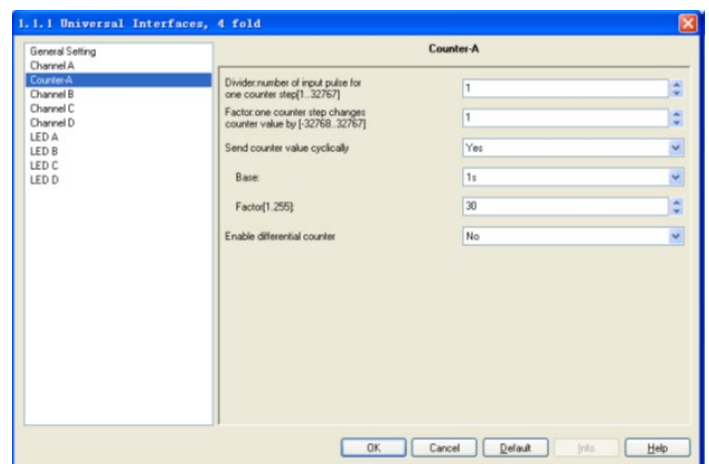 1.1.1 Universal Interfaces, 4 fold
General Setting
Channel A
Counter-A
Channel B
Channel C
Channel D
LED A
LED B
LED C
LED D
Counter-A
Divider:number of input pulse for
one counter step[1..32767]
1
Factor:one counter step changes
counter value by [-32768..32767]
1
Send counter value cyclically
Yes
Base:
1s
Factor[1.255]:
30
Enable differential counter
No
OK
Cancel
Default
Info
Help